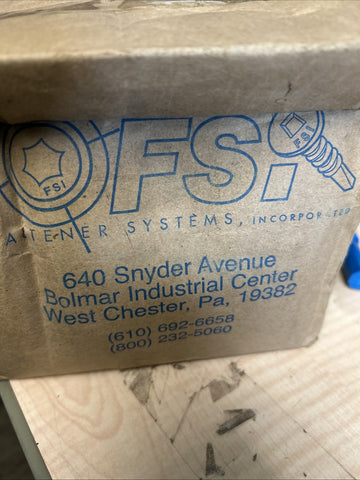 FSI
FSi
FSI
FASTENER SYSTEMS, INCORPORATED
640 Snyder Avenue
Bolmar Industrial Center
West Chester, Pa, 19382
(610) 692-6658
(800) 232-5060